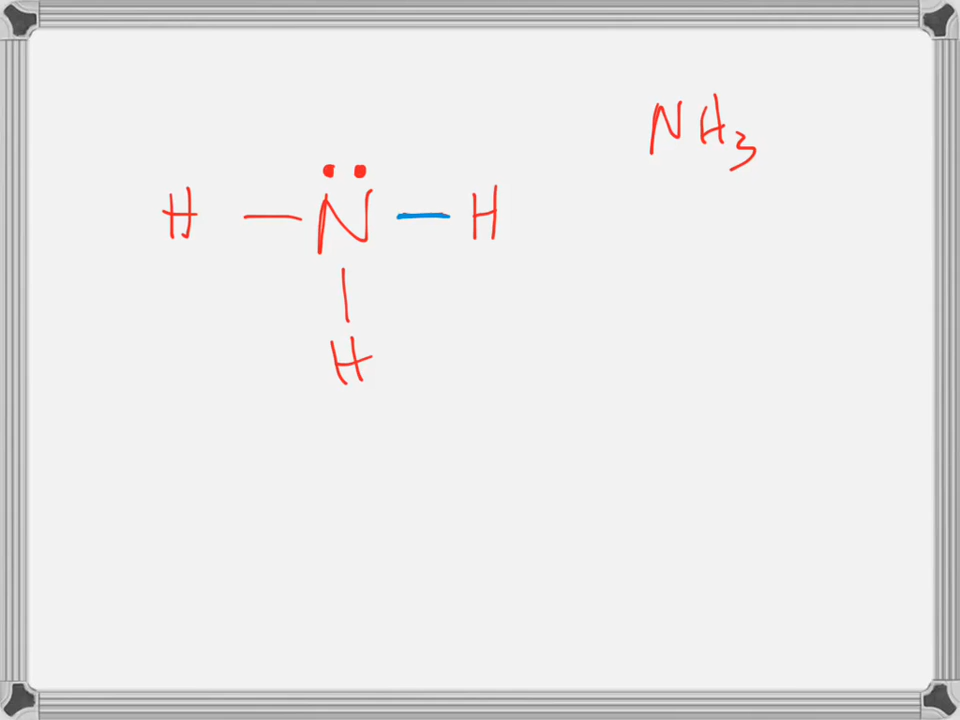 NH3
H — N̈ — H
|
H